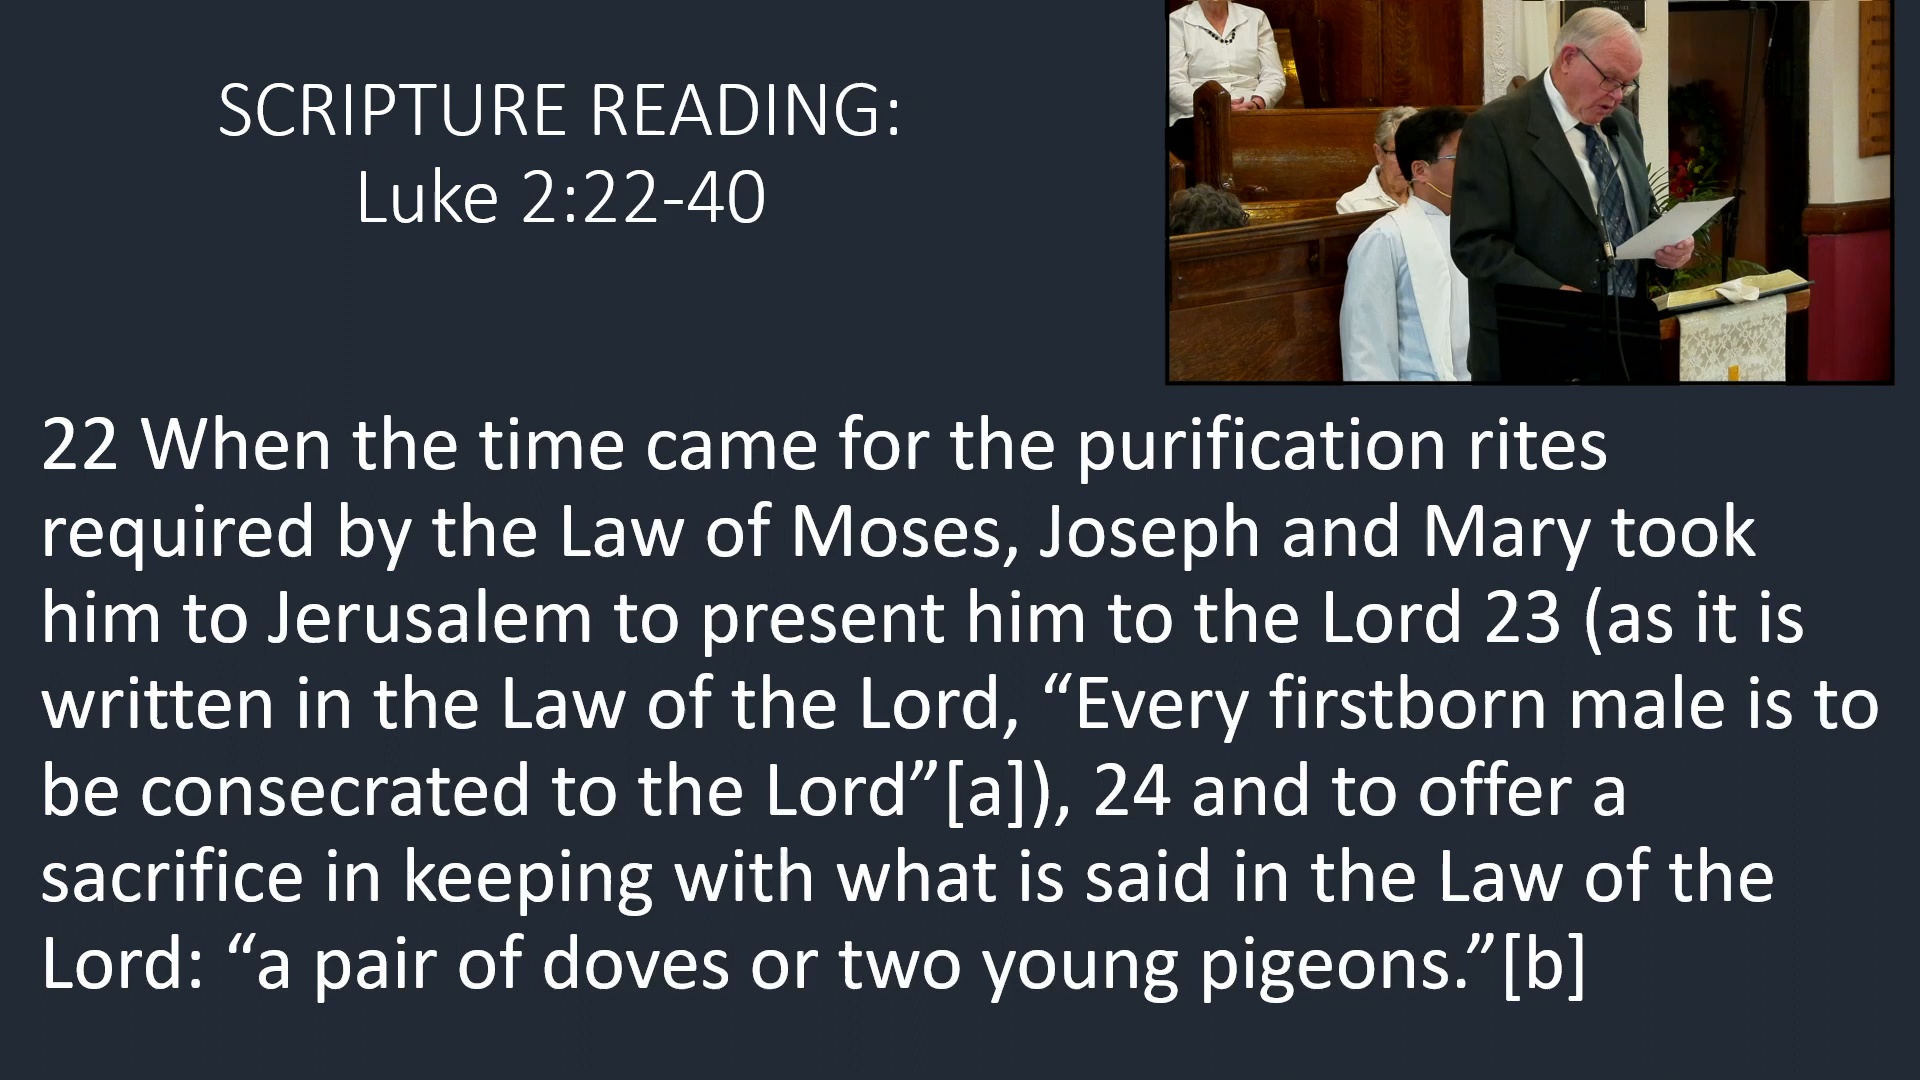 SCRIPTURE READING:
Luke 2:22-40
22 When the time came for the purification rites
required by the Law of Moses, Joseph and Mary took
him to Jerusalem to present him to the Lord 23 (as it is
written in the Law of the Lord, “Every firstborn male is to
be consecrated to the Lord”[a]), 24 and to offer a
sacrifice in keeping with what is said in the Law of the
Lord: “a pair of doves or two young pigeons.”[b]